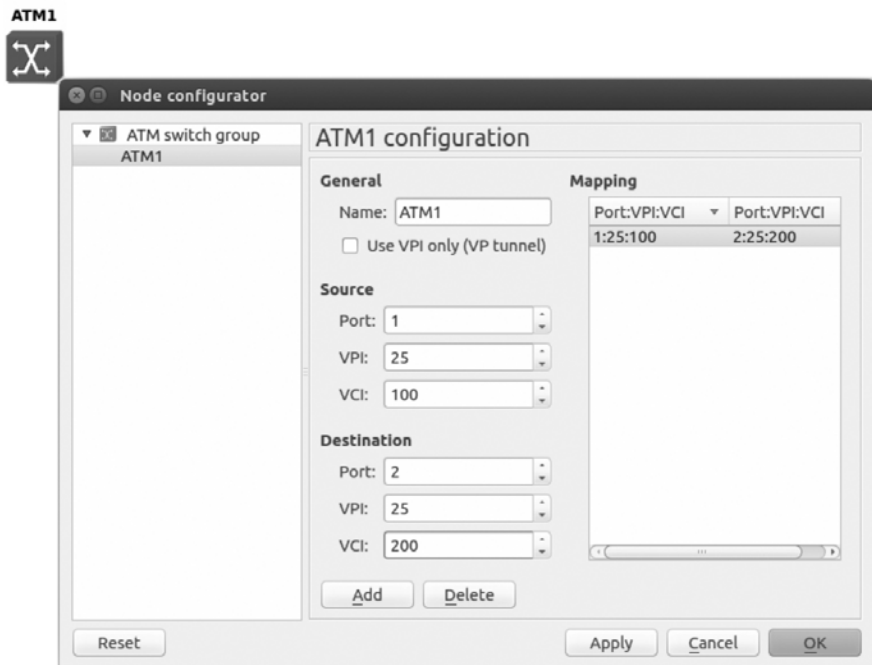 ATM1
Node configurator
ATM switch group
ATM1
ATM1 configuration
General
Name: ATM1
Use VPI only (VP tunnel)
Source
Port: 1
VPI: 25
VCI: 100
Destination
Port: 2
VPI: 25
VCI: 200
Add Delete
Mapping
Port:VPI:VCI Port:VPI:VCI
1:25:100 2:25:200
Reset Apply Cancel OK